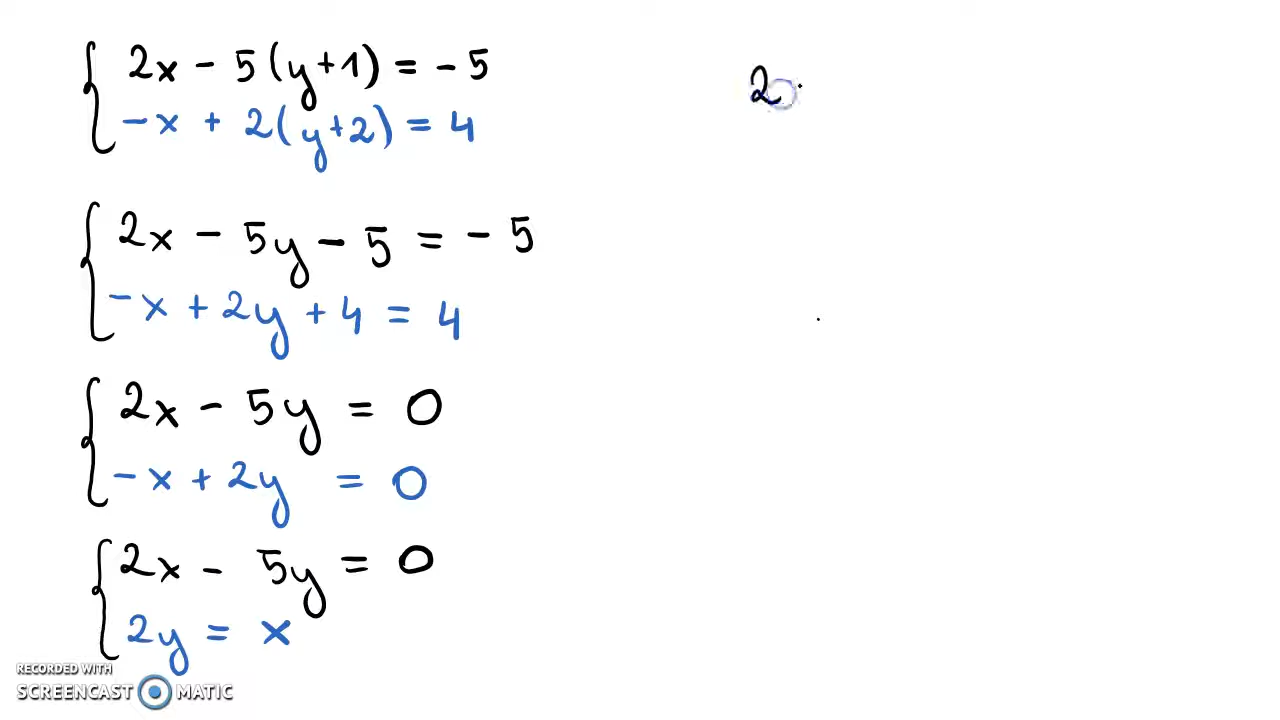 2x - 5(y+1) = -5
-x + 2(y+2) = 4
2x - 5y - 5 = -5
-x + 2y + 4 = 4
2x - 5y = 0
-x + 2y = 0
2x - 5y = 0
2y = x
RECORDED WITH
SCREENCAST MATIC
2